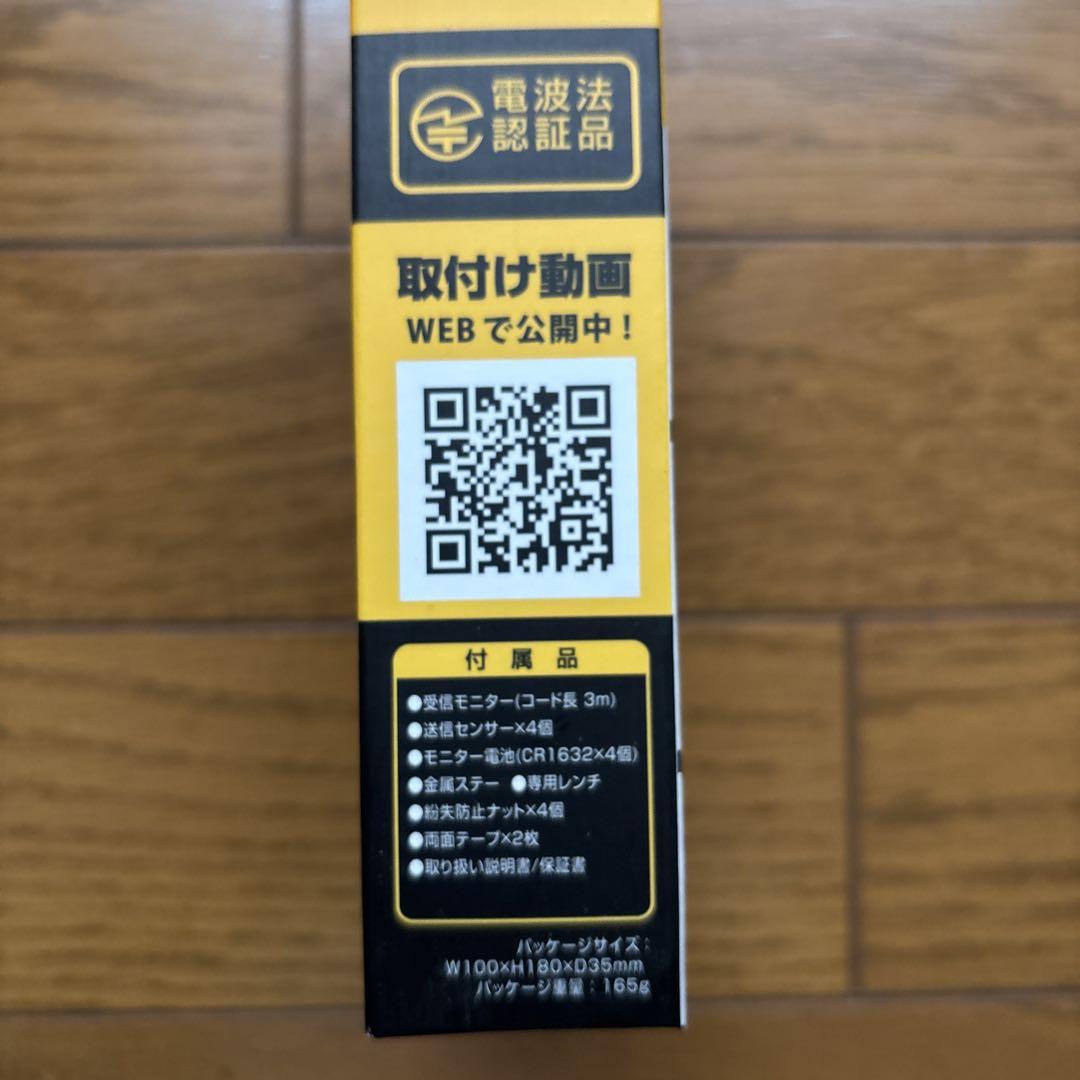 電波法
認証品
取付け動画
WEBで公開中!
付属品
●受信モニター(コード長 3m)
●送信センサー×4個
●モニター電池(CR1632×4個)
●金属ステー ●専用レンチ
●紛失防止ナット×4個
●両面テープ×2枚
●取り扱い説明書/保証書
パッケージサイズ:
W100×H180×D35mm
パッケージ重量:165g